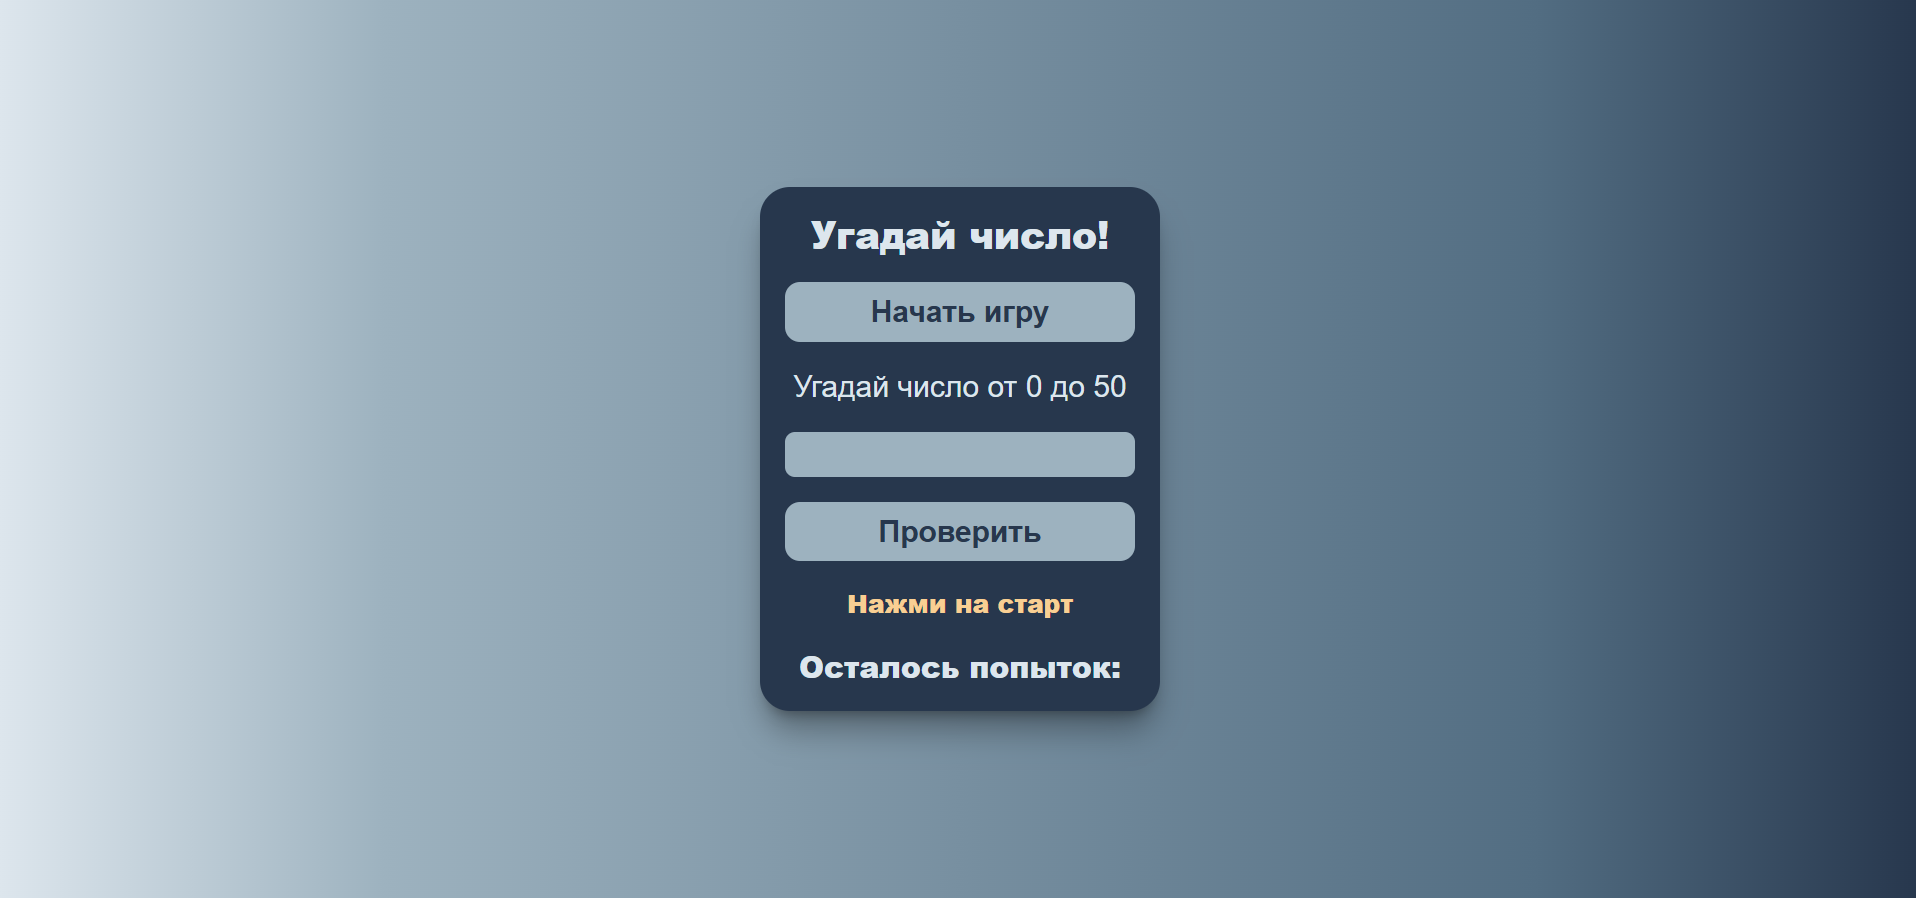 Угадай число!
Начать игру
Угадай число от 0 до 50
Проверить
Нажми на старт
Осталось попыток: